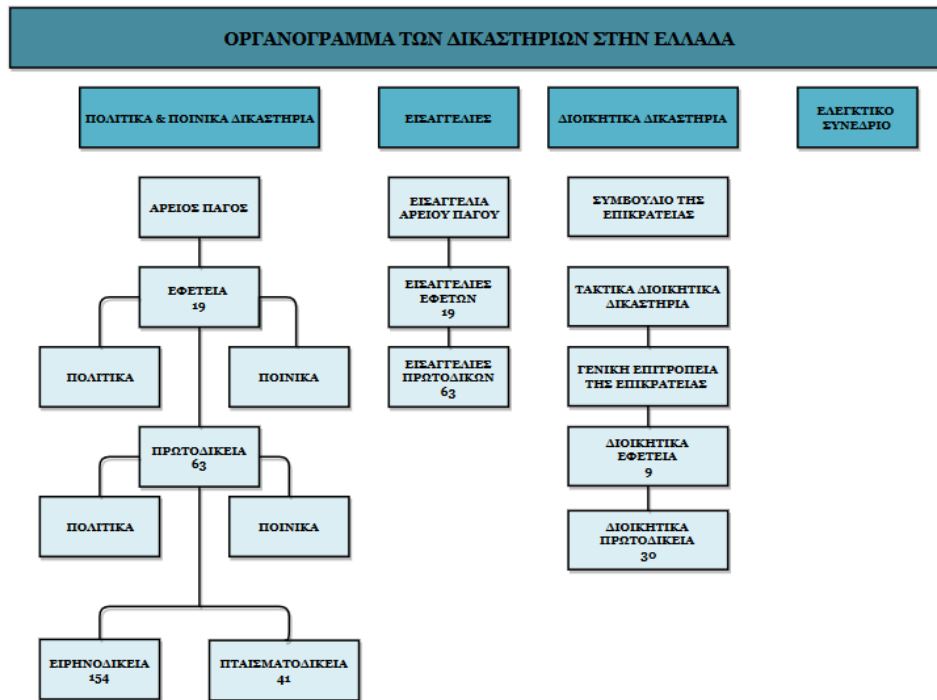 ΟΡΓΑΝΟΓΡΑΜΜΑ ΤΩΝ ΔΙΚΑΣΤΗΡΙΩΝ ΣΤΗΝ ΕΛΛΑΔΑ
ΠΟΛΙΤΙΚΑ & ΠΟΙΝΙΚΑ ΔΙΚΑΣΤΗΡΙΑ
ΕΙΣΑΓΓΕΛΙΕΣ
ΔΙΟΙΚΗΤΙΚΑ ΔΙΚΑΣΤΗΡΙΑ
ΕΛΕΓΚΤΙΚΟ
ΣΥΝΕΔΡΙΟ
ΑΡΕΙΟΣ ΠΑΓΟΣ
ΕΦΕΤΕΙΑ
19
ΠΟΛΙΤΙΚΑ
ΠΟΙΝΙΚΑ
ΠΡΩΤΟΔΙΚΕΙΑ
63
ΠΟΛΙΤΙΚΑ
ΠΟΙΝΙΚΑ
ΕΙΡΗΝΟΔΙΚΕΙΑ
154
ΠΤΑΙΣΜΑΤΟΔΙΚΕΙΑ
41
ΕΙΣΑΓΓΕΛΙΑ
ΑΡΕΙΟΥ ΠΑΓΟΥ
ΕΙΣΑΓΓΕΛΙΕΣ
ΕΦΕΤΩΝ
19
ΕΙΣΑΓΓΕΛΙΕΣ
ΠΡΩΤΟΔΙΚΩΝ
63
ΣΥΜΒΟΥΛΙΟ ΤΗΣ
ΕΠΙΚΡΑΤΕΙΑΣ
ΤΑΚΤΙΚΑ ΔΙΟΙΚΗΤΙΚΑ
ΔΙΚΑΣΤΗΡΙΑ
ΓΕΝΙΚΗ ΕΠΙΤΡΟΠΕΙΑ
ΤΗΣ ΕΠΙΚΡΑΤΕΙΑΣ
ΔΙΟΙΚΗΤΙΚΑ
ΕΦΕΤΕΙΑ
9
ΔΙΟΙΚΗΤΙΚΑ
ΠΡΩΤΟΔΙΚΕΙΑ
30